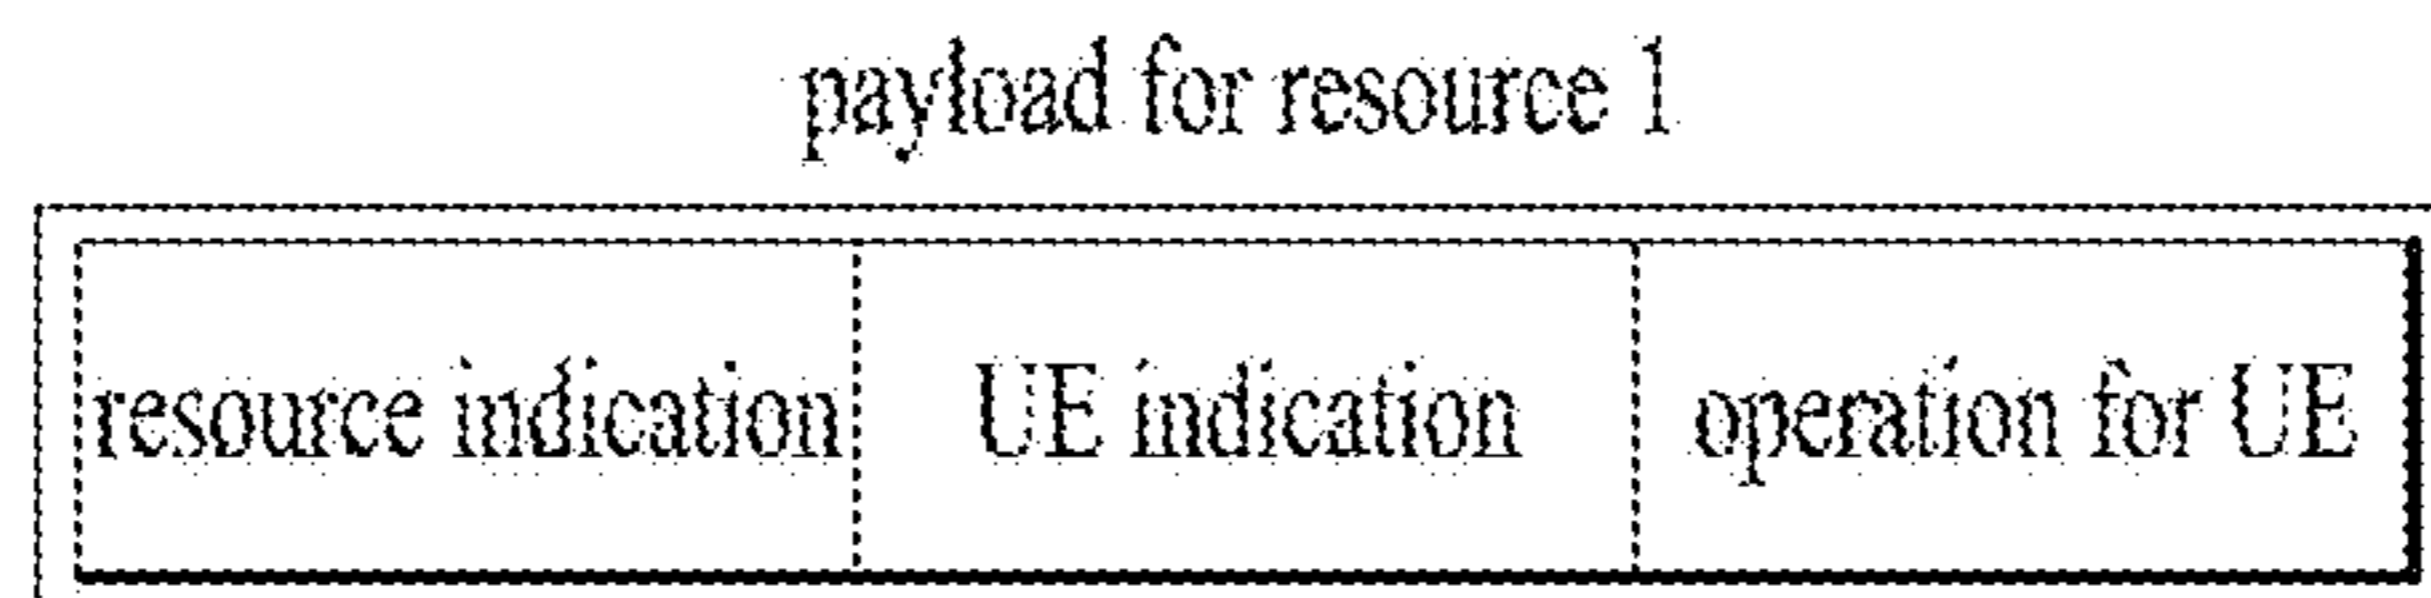 payload for resource 1
resource indication UE indication operation for UE